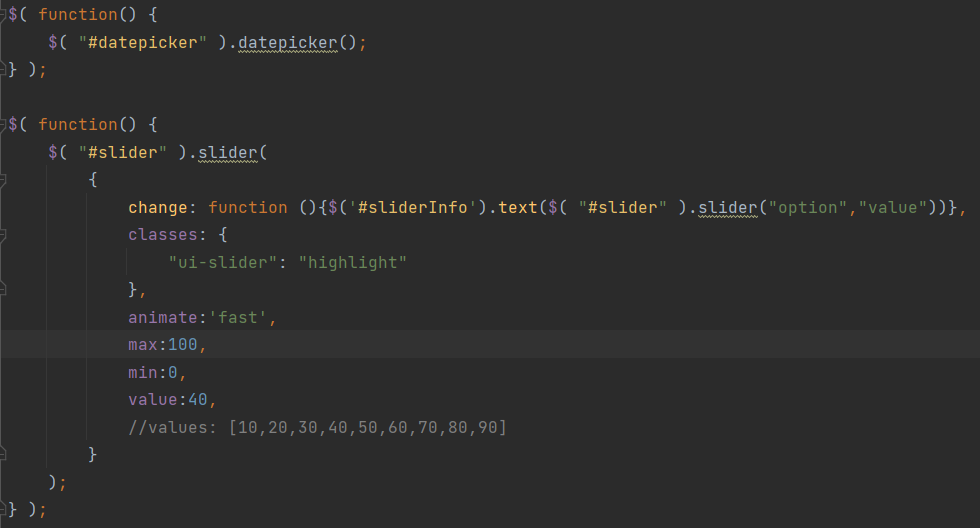 $( function() {
    $( "#datepicker" ).datepicker();
} );

$( function() {
    $( "#slider" ).slider(
        {
            change: function (){$('#sliderInfo').text($( "#slider" ).slider("option","value"))},
            classes: {
                "ui-slider": "highlight"
            },
            animate:'fast',
            max:100,
            min:0,
            value:40,
            //values: [10,20,30,40,50,60,70,80,90]
        }
    );
} );